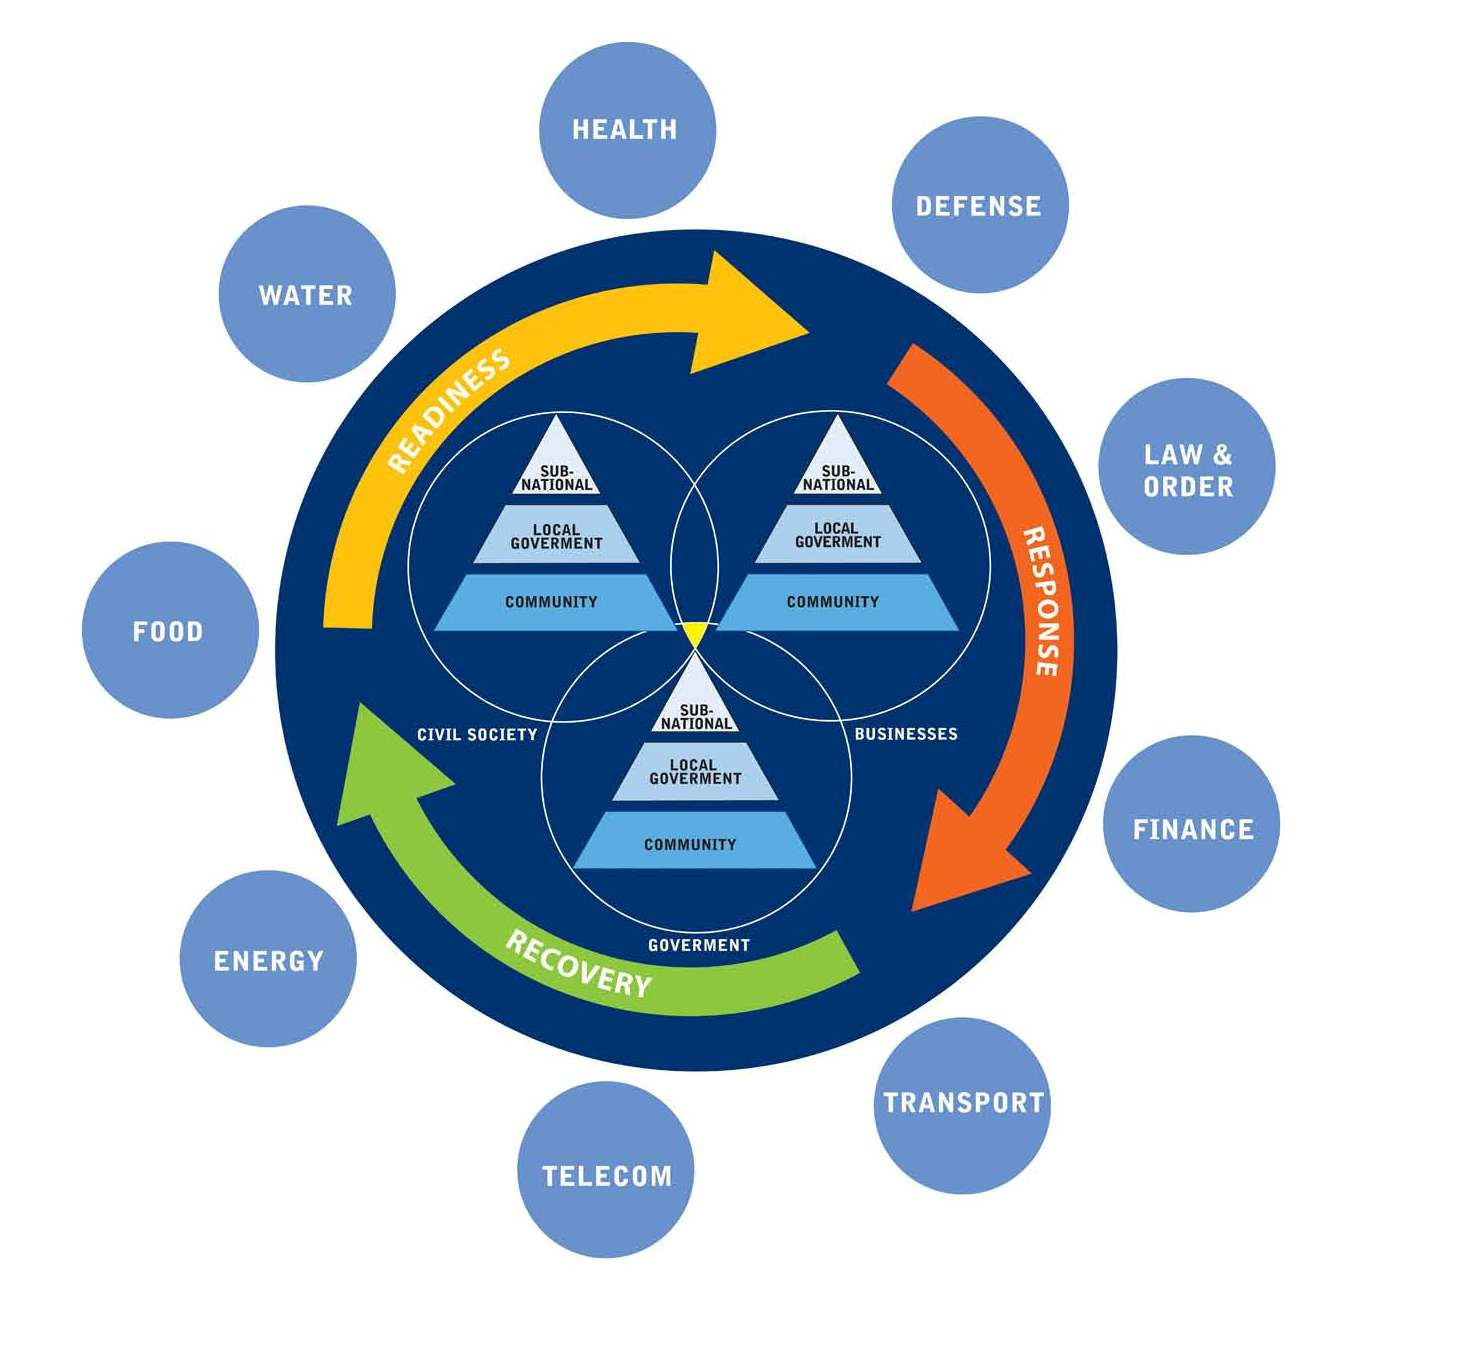 HEALTH
DEFENSE
WATER
LAW &
ORDER
FOOD
FINANCE
ENERGY
TRANSPORT
TELECOM
READINESS
RESPONSE
RECOVERY
SUB-
NATIONAL
LOCAL
GOVERMENT
COMMUNITY
CIVIL SOCIETY
SUB-
NATIONAL
LOCAL
GOVERMENT
COMMUNITY
BUSINESSES
SUB-
NATIONAL
LOCAL
GOVERMENT
COMMUNITY
GOVERMENT